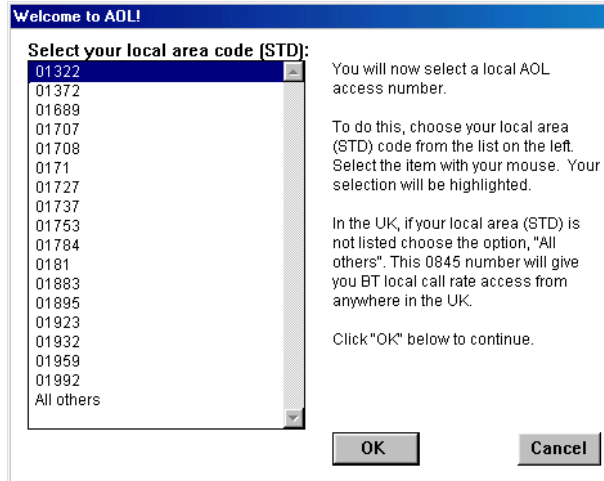 Welcome to AOL!
Select your local area code (STD):
01322
01372
01689
01707
01708
0171
01727
01737
01753
01784
0181
01883
01895
01923
01932
01959
01992
All others
You will now select a local AOL
access number.
To do this, choose your local area
(STD) code from the list on the left.
Select the item with your mouse. Your
selection will be highlighted.
In the UK, if your local area (STD) is
not listed choose the option, "All
others". This 0845 number will give
you BT local call rate access from
anywhere in the UK.
Click "OK" below to continue.
OK
Cancel